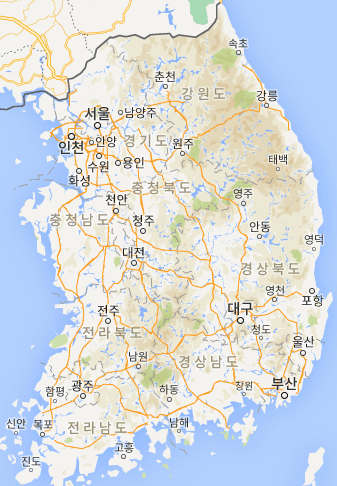 속초
춘천
강원도
강릉
서울
남양주
인천
안양
경기도
원주
수원
용인
태백
화성
충청북도
영주
천안
충청남도
청주
안동
영덕
대전
경상북도
영천
포항
전주
대구
전라북도
청도
울산
남원
경상남도
함평
광주
하동
창원
부산
신안
목포
전라남도
남해
고흥
진도